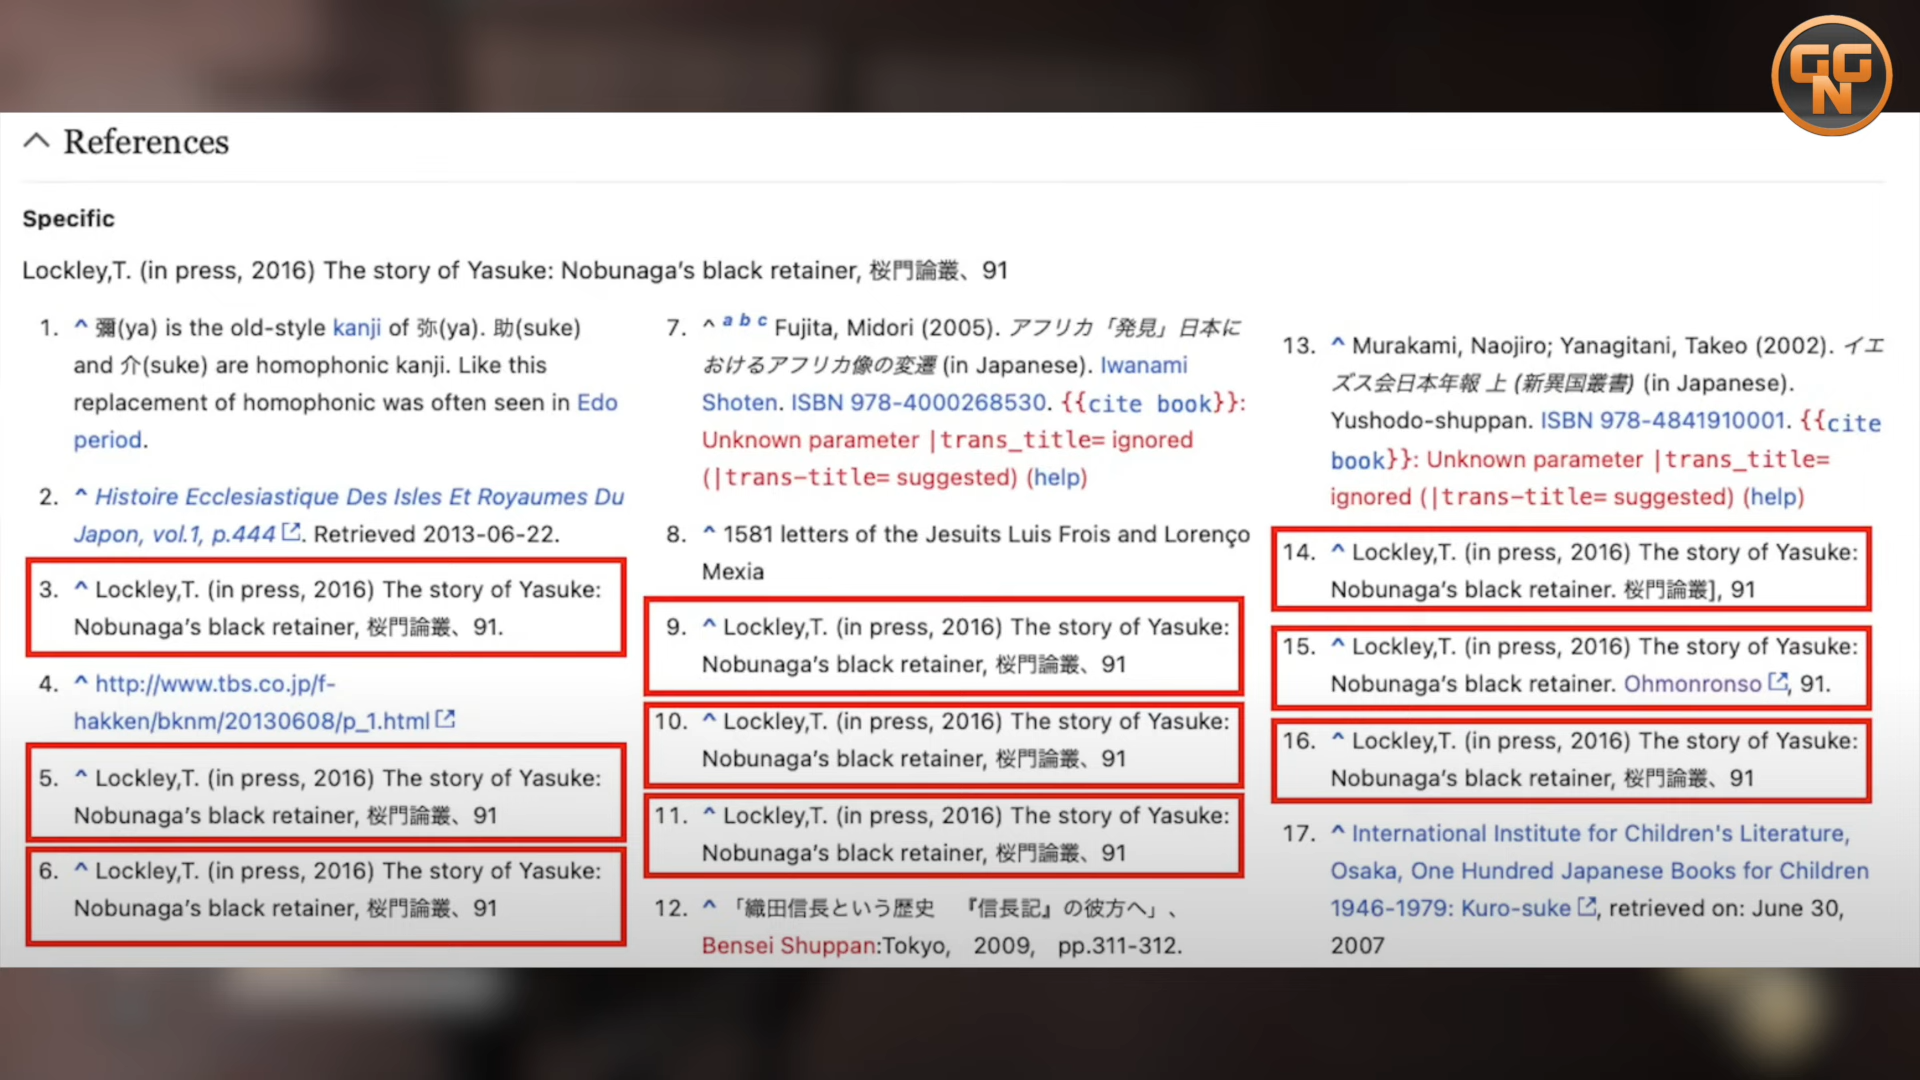 GGN
References
Specific
Lockley,T. (in press, 2016) The story of Yasuke: Nobunaga's black retainer, 桜門論叢、91
1. ^ 彌(ya) is the old-style kanji of 弥(ya). 助(suke)
and 介(suke) are homophonic kanji. Like this
replacement of homophonic was often seen in Edo
period.
2. ^ Histoire Ecclesiastique Des Isles Et Royaumes Du
Japon, vol.1, p.444. Retrieved 2013-06-22.
3. ^ Lockley,T. (in press, 2016) The story of Yasuke:
Nobunaga's black retainer, 桜門論叢、91.
4. ^ http://www.tbs.co.jp/f-
hakken/bknm/20130608/p_1.html
5. ^ Lockley,T. (in press, 2016) The story of Yasuke:
Nobunaga's black retainer, 桜門論叢、91
6. ^ Lockley,T. (in press, 2016) The story of Yasuke:
Nobunaga's black retainer, 桜門論叢、91
7. ^ a b c Fujita, Midori (2005). アフリカ「発見」日本に
おけるアフリカ像の変遷 (in Japanese). Iwanami
Shoten. ISBN 978-4000268530. {{cite book}}:
Unknown parameter |trans_title= ignored
(|trans-title= suggested) (help)
8. ^ 1581 letters of the Jesuits Luis Frois and Lorenço
Mexia
9. ^ Lockley,T. (in press, 2016) The story of Yasuke:
Nobunaga's black retainer, 桜門論叢、91
10. ^ Lockley,T. (in press, 2016) The story of Yasuke:
Nobunaga's black retainer, 桜門論叢、91
11. ^ Lockley,T. (in press, 2016) The story of Yasuke:
Nobunaga's black retainer, 桜門論叢、91
12. ^ 「織田信長という歴史 『信長記』の彼方へ」、
Bensei Shuppan:Tokyo, 2009, pp.311-312.
13. ^ Murakami, Naojiro; Yanagitani, Takeo (2002). イエ
ズス会日本年報 上 (新異国叢書) (in Japanese).
Yushodo-shuppan. ISBN 978-4841910001. {{cite
book}}: Unknown parameter |trans_title=
ignored (|trans-title= suggested) (help)
14. ^ Lockley,T. (in press, 2016) The story of Yasuke:
Nobunaga's black retainer. 桜門論叢], 91
15. ^ Lockley,T. (in press, 2016) The story of Yasuke:
Nobunaga's black retainer. Ohmonronso, 91.
16. ^ Lockley,T. (in press, 2016) The story of Yasuke:
Nobunaga's black retainer, 桜門論叢、91
17. ^ International Institute for Children's Literature,
Osaka, One Hundred Japanese Books for Children
1946-1979: Kuro-suke, retrieved on: June 30,
2007